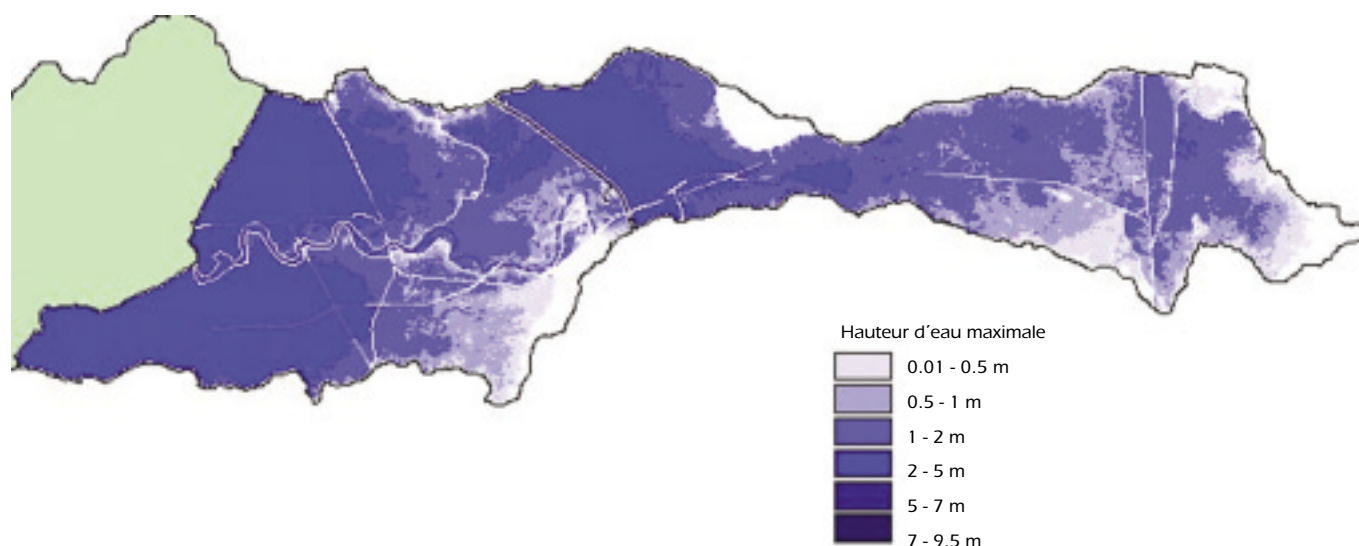 Hauteur d´eau maximale
0.01 - 0.5 m
0.5 - 1 m
1 - 2 m
2 - 5 m
5 - 7 m
7 - 9.5 m